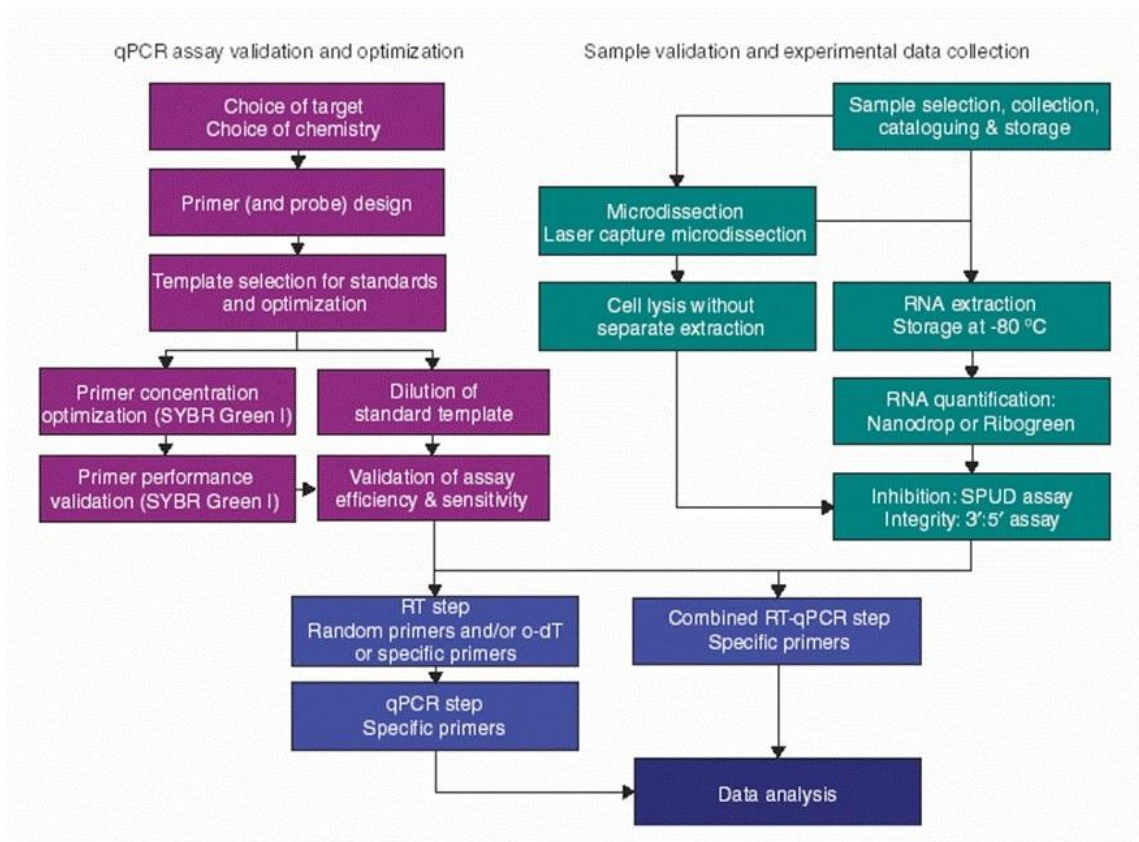 qPCR assay validation and optimization
Choice of target
Choice of chemistry
Primer (and probe) design
Template selection for standards
and optimization
Primer concentration
optimization (SYBR Green I)
Primer performance
validation (SYBR Green I)
Dilution of
standard template
Validation of assay
efficiency & sensitivity
Sample validation and experimental data collection
Sample selection, collection,
cataloguing & storage
Microdissection
Laser capture microdissection
Cell lysis without
separate extraction
RNA extraction
Storage at -80 ºC
RNA quantification:
Nanodrop or Ribogreen
Inhibition: SPUD assay
Integrity: 3′:5′ assay
RT step
Random primers and/or o-dT
or specific primers
qPCR step
Specific primers
Combined RT-qPCR step
Specific primers
Data analysis